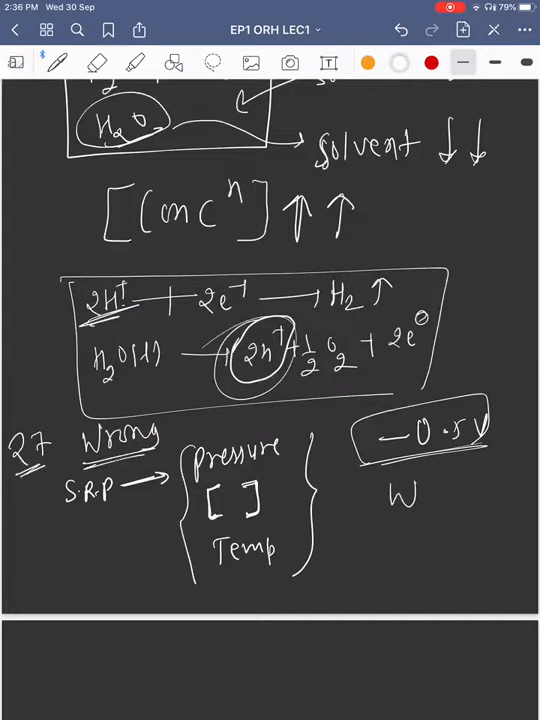 2:36 PM Wed 30 Sep 79%
EP1 ORH LEC1
H₂O
Solvent ↓ ↓
[Concⁿ] ↑ ↑
2H⁺ + 2e⁻ → H₂ ↑
H₂O(l) → 2H⁺ + 1/2 O₂ + 2e⊖
27 Wrong
S.R.P →
Pressure
[ ]
Temp
-0.5V
W